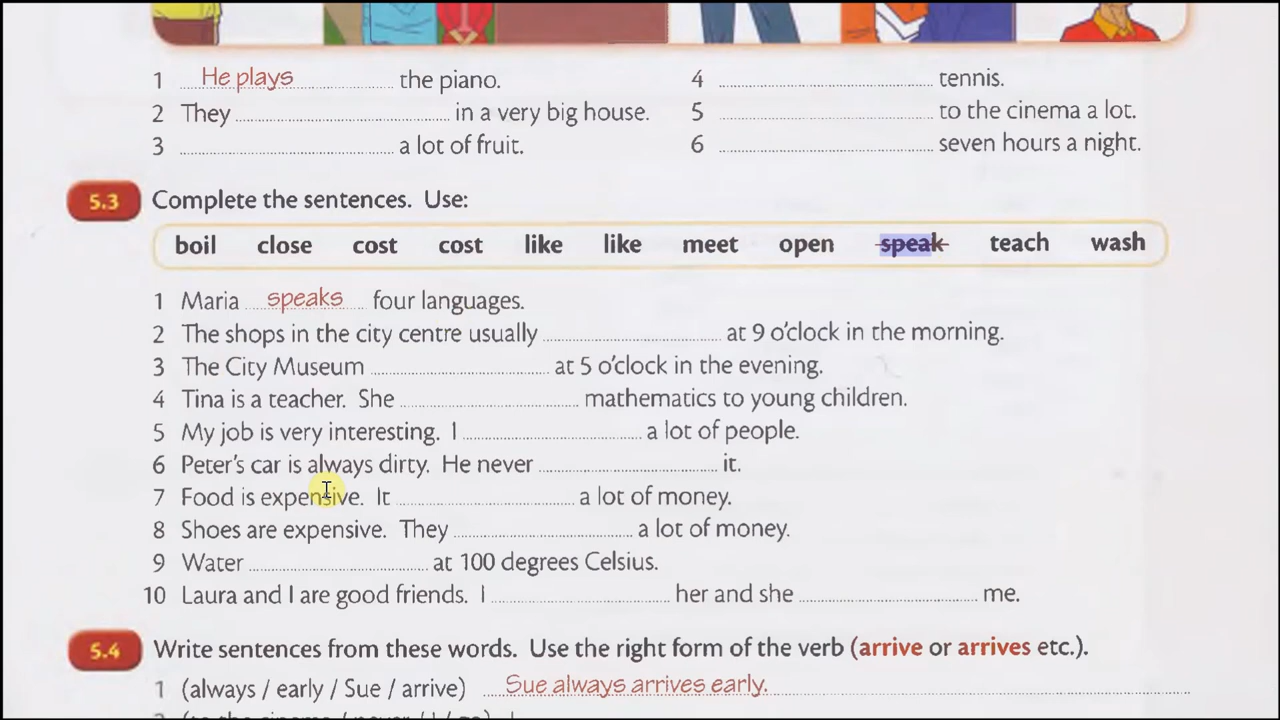 1 He plays the piano.
2 They in a very big house.
3 a lot of fruit.
4 tennis.
5 to the cinema a lot.
6 seven hours a night.
5.3 Complete the sentences. Use:
boil close cost cost like like meet open speak teach wash
1 Maria speaks four languages.
2 The shops in the city centre usually at 9 o'clock in the morning.
3 The City Museum at 5 o'clock in the evening.
4 Tina is a teacher. She mathematics to young children.
5 My job is very interesting. I a lot of people.
6 Peter's car is always dirty. He never it.
7 Food is expensive. It a lot of money.
8 Shoes are expensive. They a lot of money.
9 Water at 100 degrees Celsius.
10 Laura and I are good friends. I her and she me.
5.4 Write sentences from these words. Use the right form of the verb (arrive or arrives etc.).
1 (always / early / Sue / arrive) Sue always arrives early.